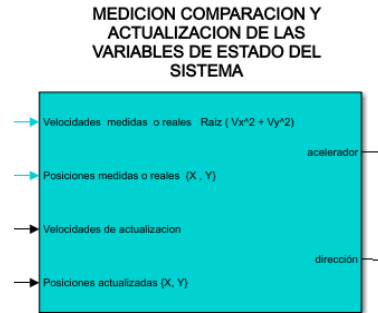 MEDICION COMPARACION Y
ACTUALIZACION DE LAS
VARIABLES DE ESTADO DEL
SISTEMA
Velocidades medidas o reales Raiz ( Vx^2 + Vy^2)
acelerador
Posiciones medidas o reales {X , Y}
Velocidades de actualizacion
dirección
Posiciones actualizadas {X, Y}